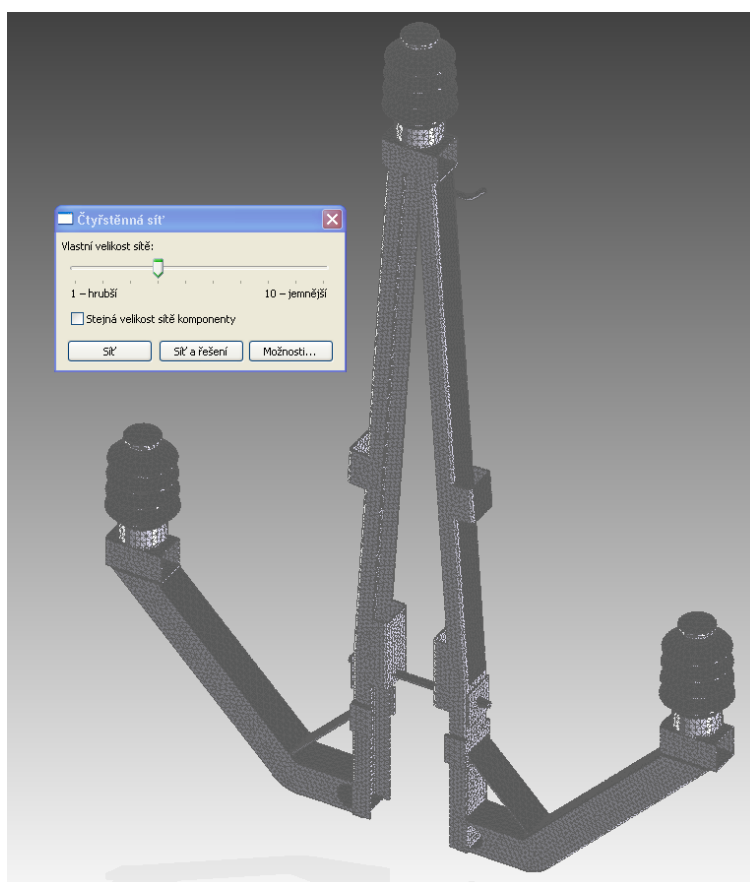 Čtyřstěnná síť
Vlastní velikost sítě:
1 – hrubší 10 – jemnější
Stejná velikost sítě komponenty
Síť Síť a řešení Možnosti...